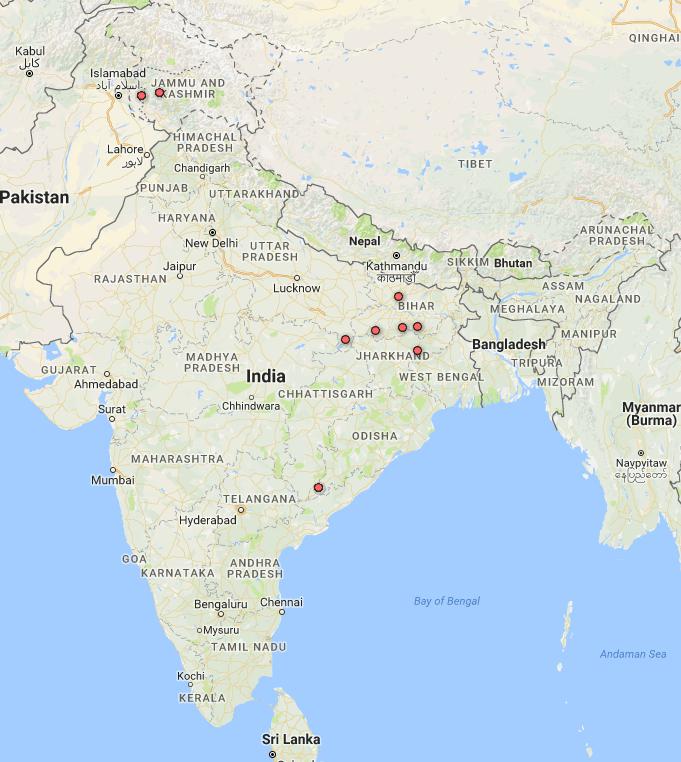 QINGHAI
Kabul
کابل
Islamabad
اسلام آباد
JAMMU AND
KASHMIR
Lahore
لاہور
HIMACHAL
PRADESH
Chandigarh
TIBET
Pakistan
PUNJAB
UTTARAKHAND
HARYANA
New Delhi
UTTAR
PRADESH
Nepal
Kathmandu
काठमाडौँ
SIKKIM
Bhutan
ARUNACHAL
PRADESH
Jaipur
RAJASTHAN
Lucknow
ASSAM
NAGALAND
BIHAR
MEGHALAYA
MANIPUR
Bangladesh
GUJARAT
Ahmedabad
MADHYA
PRADESH
JHARKHAND
TRIPURA
India
WEST BENGAL
MIZORAM
Surat
Chhindwara
CHHATTISGARH
Myanmar
(Burma)
ODISHA
MAHARASHTRA
Mumbai
Naypyitaw
နေပြည်တော်
TELANGANA
Hyderabad
GOA
KARNATAKA
ANDHRA
PRADESH
Bengaluru
Chennai
Bay of Bengal
Mysuru
TAMIL NADU
Andaman Sea
Kochi
KERALA
Sri Lanka